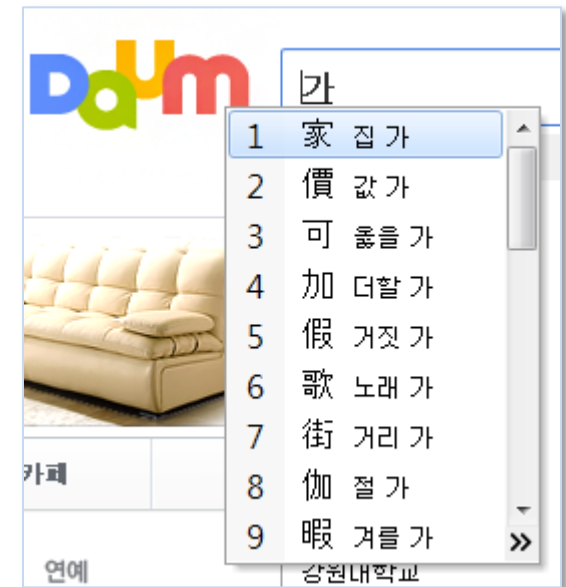 Daum
가
1 家 집 가
2 價 값 가
3 可 옳을 가
4 加 더할 가
5 假 거짓 가
6 歌 노래 가
7 街 거리 가
8 伽 절 가
9 暇 겨를 가
카페
연예
강원대학교